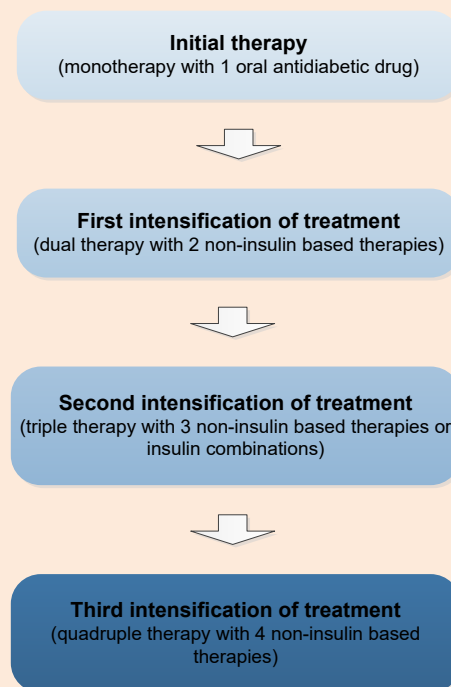 Initial therapy
(monotherapy with 1 oral antidiabetic drug)
First intensification of treatment
(dual therapy with 2 non-insulin based therapies)
Second intensification of treatment
(triple therapy with 3 non-insulin based therapies or
insulin combinations)
Third intensification of treatment
(quadruple therapy with 4 non-insulin based
therapies)